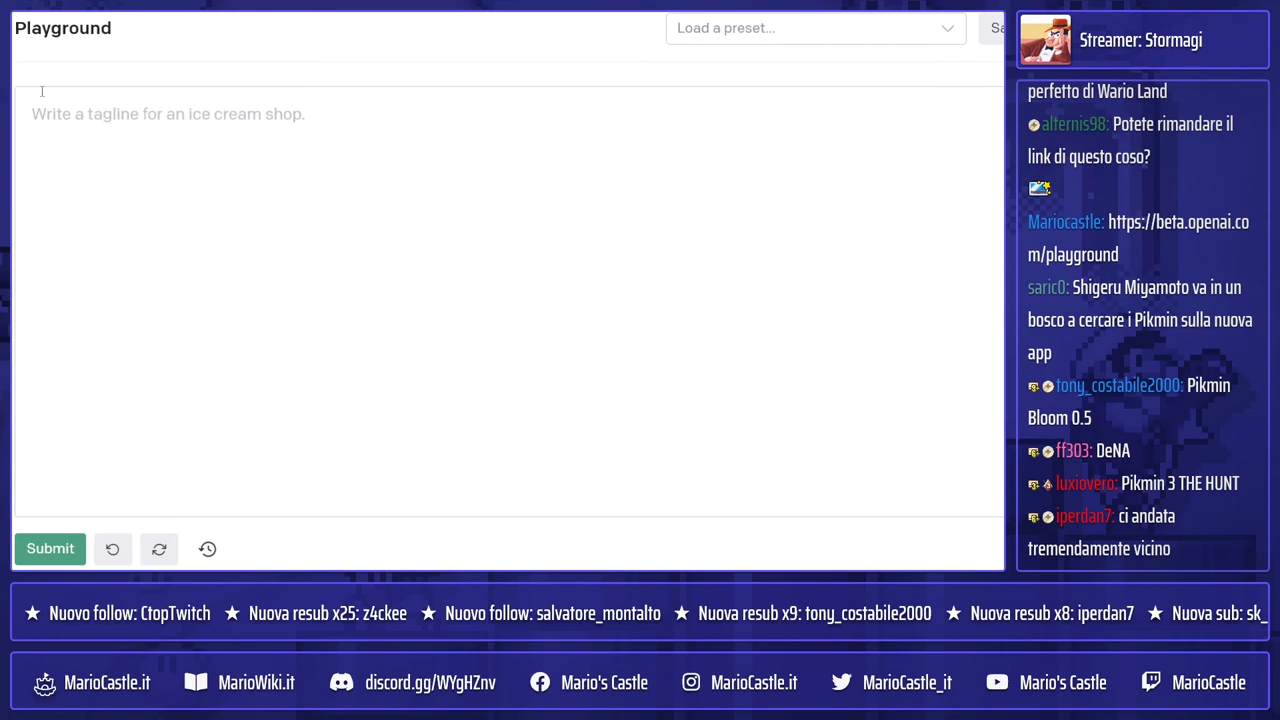 Playground
Load a preset...
Sa
Write a tagline for an ice cream shop.
Submit
Streamer: Stormagi
perfetto di Wario Land
alternis98: Potete rimandare il
link di questo coso?
Mariocastle: https://beta.openai.co
m/playground
saric0: Shigeru Miyamoto va in un
bosco a cercare i Pikmin sulla nuova
app
tony_costabile2000: Pikmin
Bloom 0.5
ff303: DeNA
luxiovero: Pikmin 3 THE HUNT
iperdan7: ci andata
tremendamente vicino
★ Nuovo follow: CtopTwitch ★ Nuova resub x25: z4ckee ★ Nuovo follow: salvatore_montalto ★ Nuova resub x9: tony_costabile2000 ★ Nuova resub x8: iperdan7 ★ Nuova sub: sk_
MarioCastle.it MarioWiki.it discord.gg/WYgHZnv Mario's Castle MarioCastle.it MarioCastle_it Mario's Castle MarioCastle